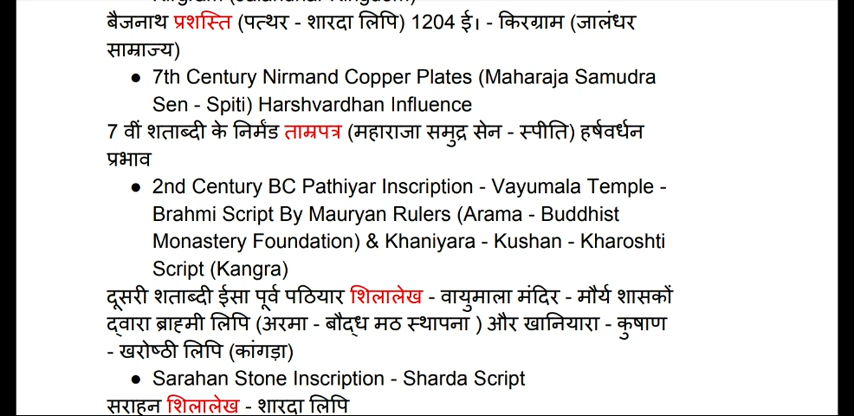 Kirgram (Jalandhar Kingdom)
बैजनाथ प्रशस्ति (पत्थर - शारदा लिपि) 1204 ई। - किरग्राम (जालंधर
साम्राज्य)
● 7th Century Nirmand Copper Plates (Maharaja Samudra
Sen - Spiti) Harshvardhan Influence
7 वीं शताब्दी के निर्मंड ताम्रपत्र (महाराजा समुद्र सेन - स्पीति) हर्षवर्धन
प्रभाव
● 2nd Century BC Pathiyar Inscription - Vayumala Temple -
Brahmi Script By Mauryan Rulers (Arama - Buddhist
Monastery Foundation) & Khaniyara - Kushan - Kharoshti
Script (Kangra)
दूसरी शताब्दी ईसा पूर्व पठियार शिलालेख - वायुमाला मंदिर - मौर्य शासकों
द्वारा ब्राह्मी लिपि (अरमा - बौद्ध मठ स्थापना ) और खानियारा - कुषाण
- खरोष्ठी लिपि (कांगड़ा)
● Sarahan Stone Inscription - Sharda Script
सराहन शिलालेख - शारदा लिपि